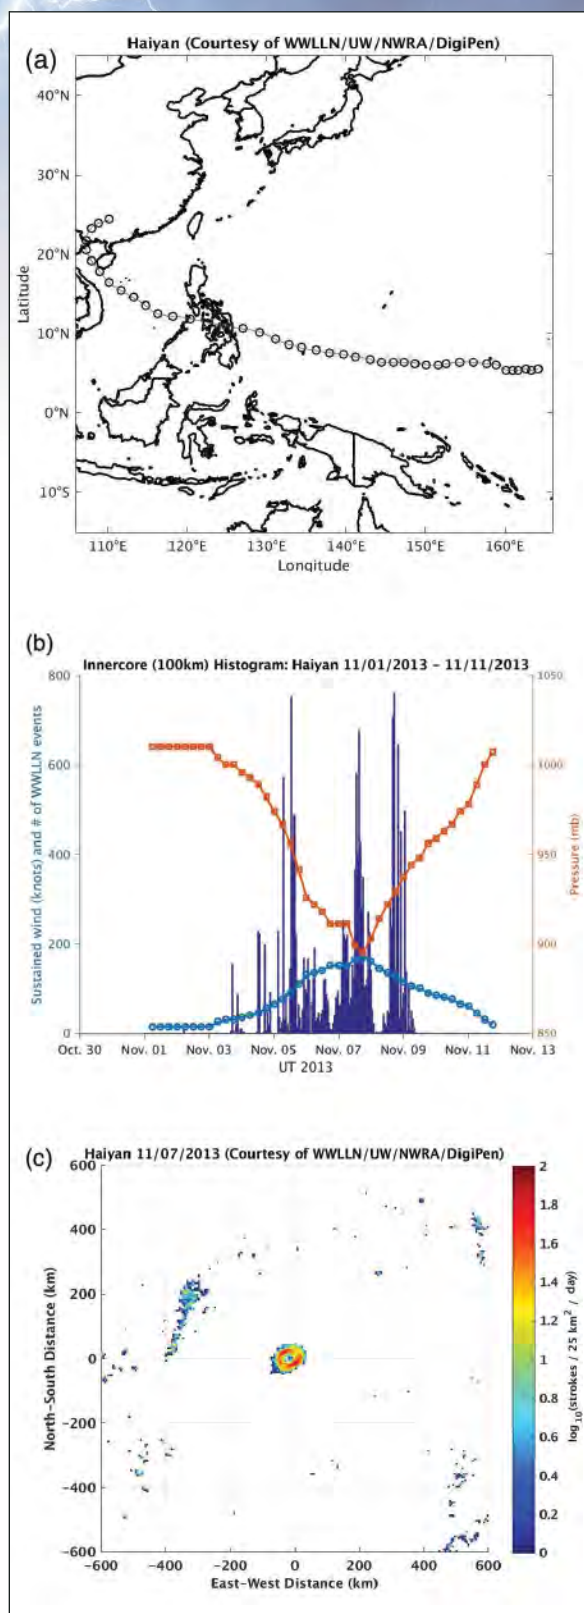 Haiyan (Courtesy of WWLLN/UW/NWRA/DigiPen)
(a)
40°N
30°N
20°N
10°N
0°N
10°S
Latitude
110°E 120°E 130°E 140°E 150°E 160°E
Longitude
(b)
Innercore (100km) Histogram: Haiyan 11/01/2013 - 11/11/2013
800
600
400
200
0
Sustained wind (knots) and # of WWLLN events
1050
1000
950
900
850
Pressure (mb)
Oct. 30 Nov. 01 Nov. 03 Nov. 05 Nov. 07 Nov. 09 Nov. 11 Nov. 13
UT 2013
(c)
Haiyan 11/07/2013 (Courtesy of WWLLN/UW/NWRA/DigiPen)
600
400
200
0
-200
-400
-600
North-South Distance (km)
-600 -400 -200 0 200 400 600
East-West Distance (km)
2
1.8
1.6
1.4
1.2
1
0.8
0.6
0.4
0.2
0
log10(strokes / 25 km² / day)